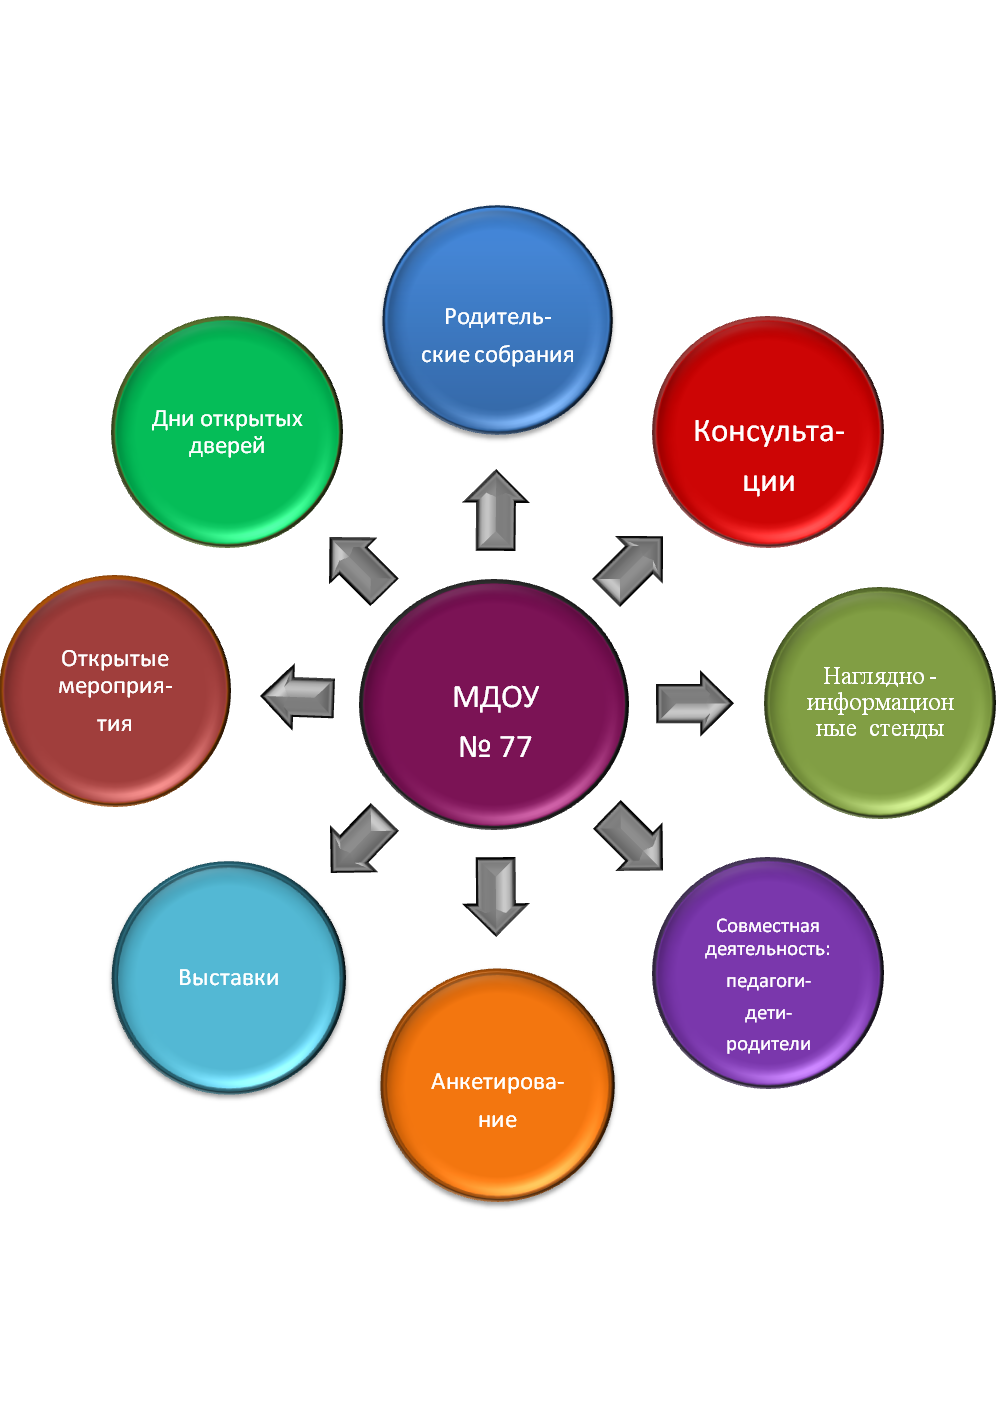 Родитель-
ские собрания
Дни открытых
дверей
Консульта-
ции
Открытые
мероприя-
тия
МДОУ
№ 77
Наглядно -
информацион
ные стенды
Совместная
деятельность:
педагоги-
дети-
родители
Выставки
Анкетирова-
ние